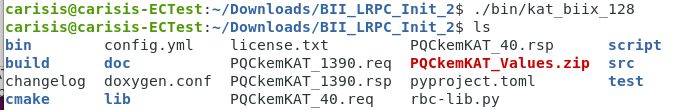 carisis@carisis-ECTest:~/Downloads/BII_LRPC_Init_2$ ./bin/kat_biix_128
carisis@carisis-ECTest:~/Downloads/BII_LRPC_Init_2$ ls
bin config.yml license.txt PQCkemKAT_40.rsp script
build doc PQCkemKAT_1390.req PQCkemKAT_Values.zip src
changelog doxygen.conf PQCkemKAT_1390.rsp pyproject.toml test
cmake lib PQCkemKAT_40.req rbc-lib.py